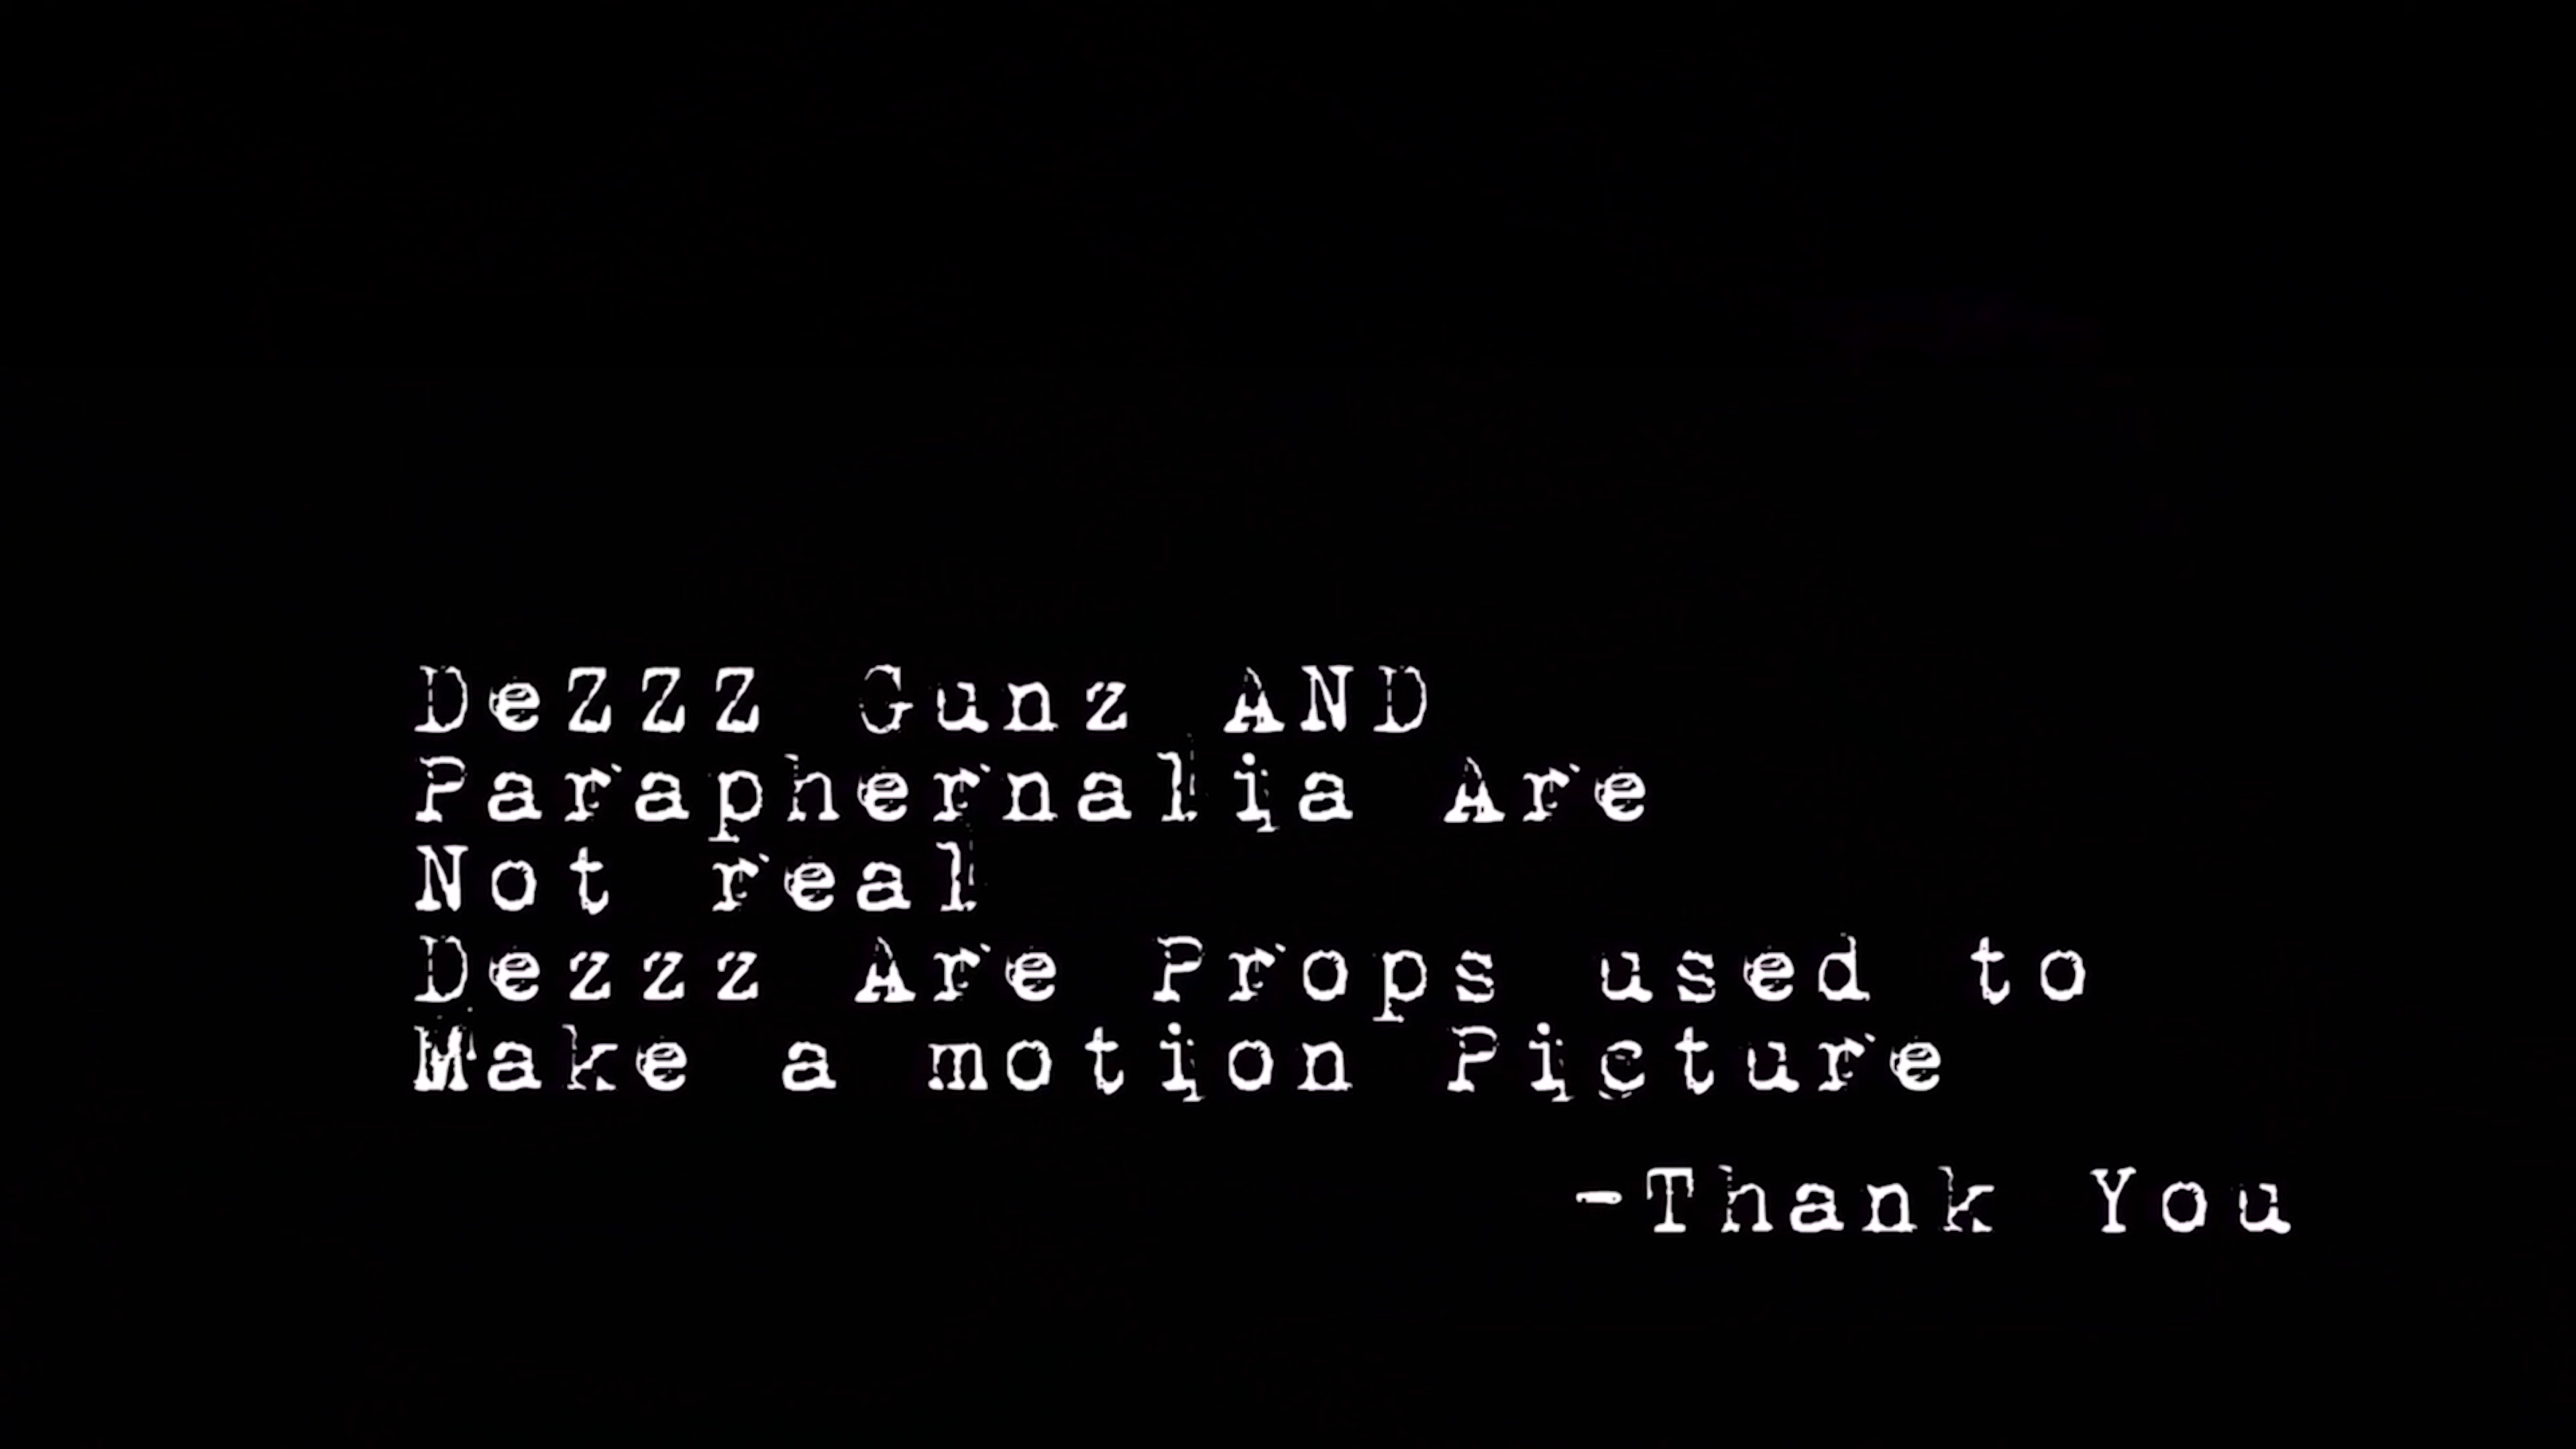 DeZZZ Gunz AND
Paraphernalia Are
Not real
Dezzz Are Props used to
Make a motion Picture
-Thank You